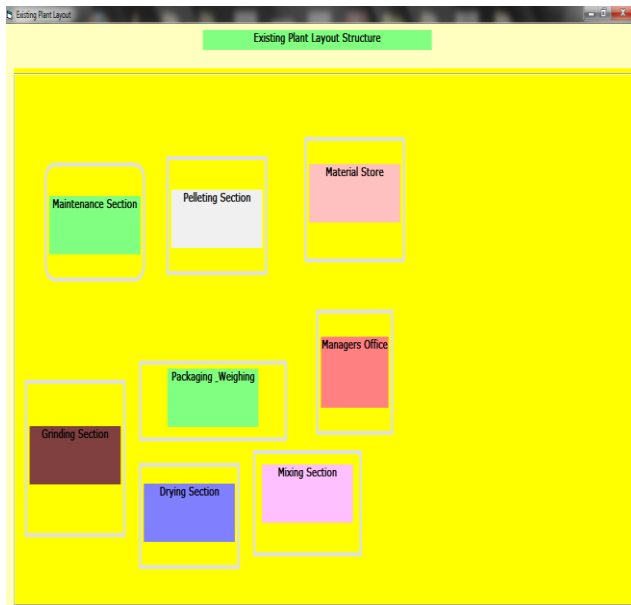 Existing Plant Layout
Existing Plant Layout Structure
Maintenance Section
Pelleting Section
Material Store
Managers Office
Packaging _Weighing
Grinding Section
Drying Section
Mixing Section